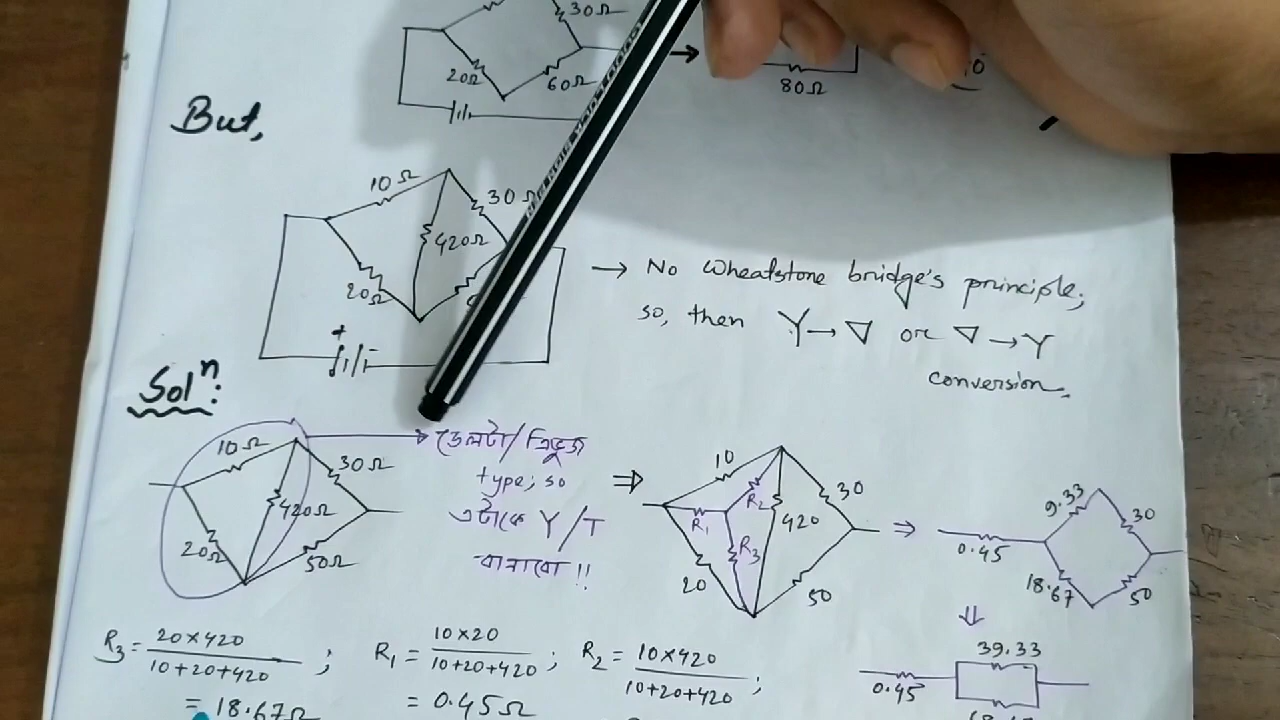 30Ω
20Ω
60Ω
80Ω
But,
10Ω
30Ω
420Ω
20Ω
+
→ No Wheatstone bridge's principle;
so, then Y→∇ or ∇→Y
conversion.
Solⁿ:
10Ω
30Ω
420Ω
20Ω
50Ω
ডেলটা/ত্রিভুজ
type; so
এটাকে Y/T
বানাবো !!
⇒
10
30
R₁
R₂
R₃
420
20
50
⇒
0.45
9.33
30
18.67
50
⇓
39.33
0.45
R₃ = 20×420
10+20+420 ;
= 18.67Ω
R₁ = 10×20
10+20+420 ;
= 0.45Ω
R₂ = 10×420
10+20+420 ;